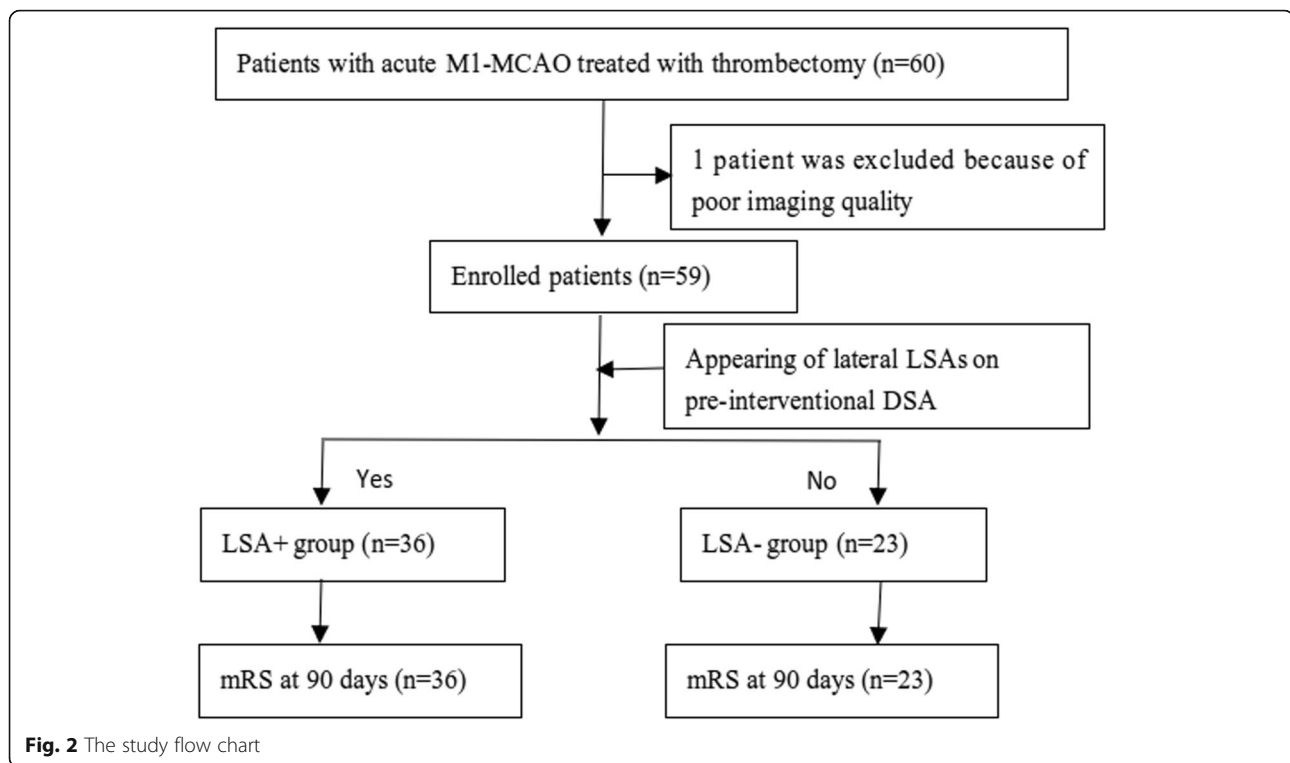 Patients with acute M1-MCAO treated with thrombectomy (n=60)
1 patient was excluded because of
poor imaging quality
Enrolled patients (n=59)
Appearing of lateral LSAs on
pre-interventional DSA
Yes
No
LSA+ group (n=36)
LSA- group (n=23)
mRS at 90 days (n=36)
mRS at 90 days (n=23)
Fig. 2 The study flow chart